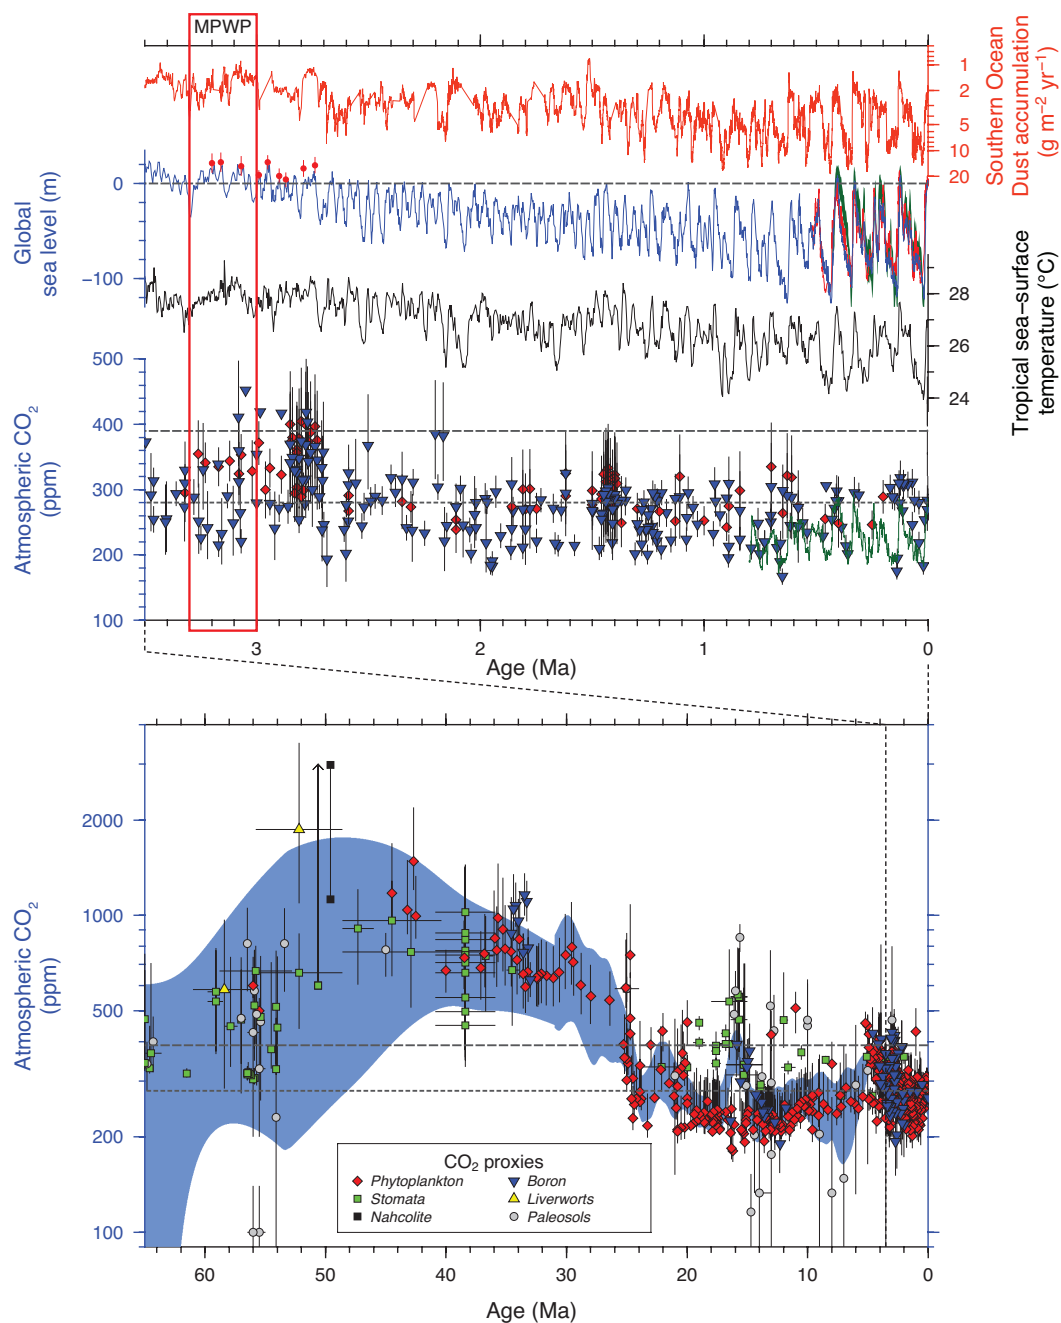 MPWP
Southern Ocean
Dust accumulation
(g m−2 yr−1)
1
2
5
10
20
Global
sea level (m)
0
−100
Tropical sea−surface
temperature (°C)
28
26
24
Atmospheric CO2
(ppm)
500
400
300
200
100
3
2
1
0
Age (Ma)
Atmospheric CO2
(ppm)
2000
1000
500
200
100
CO2 proxies
Phytoplankton
Boron
Stomata
Liverworts
Nahcolite
Paleosols
60
50
40
30
20
10
0
Age (Ma)